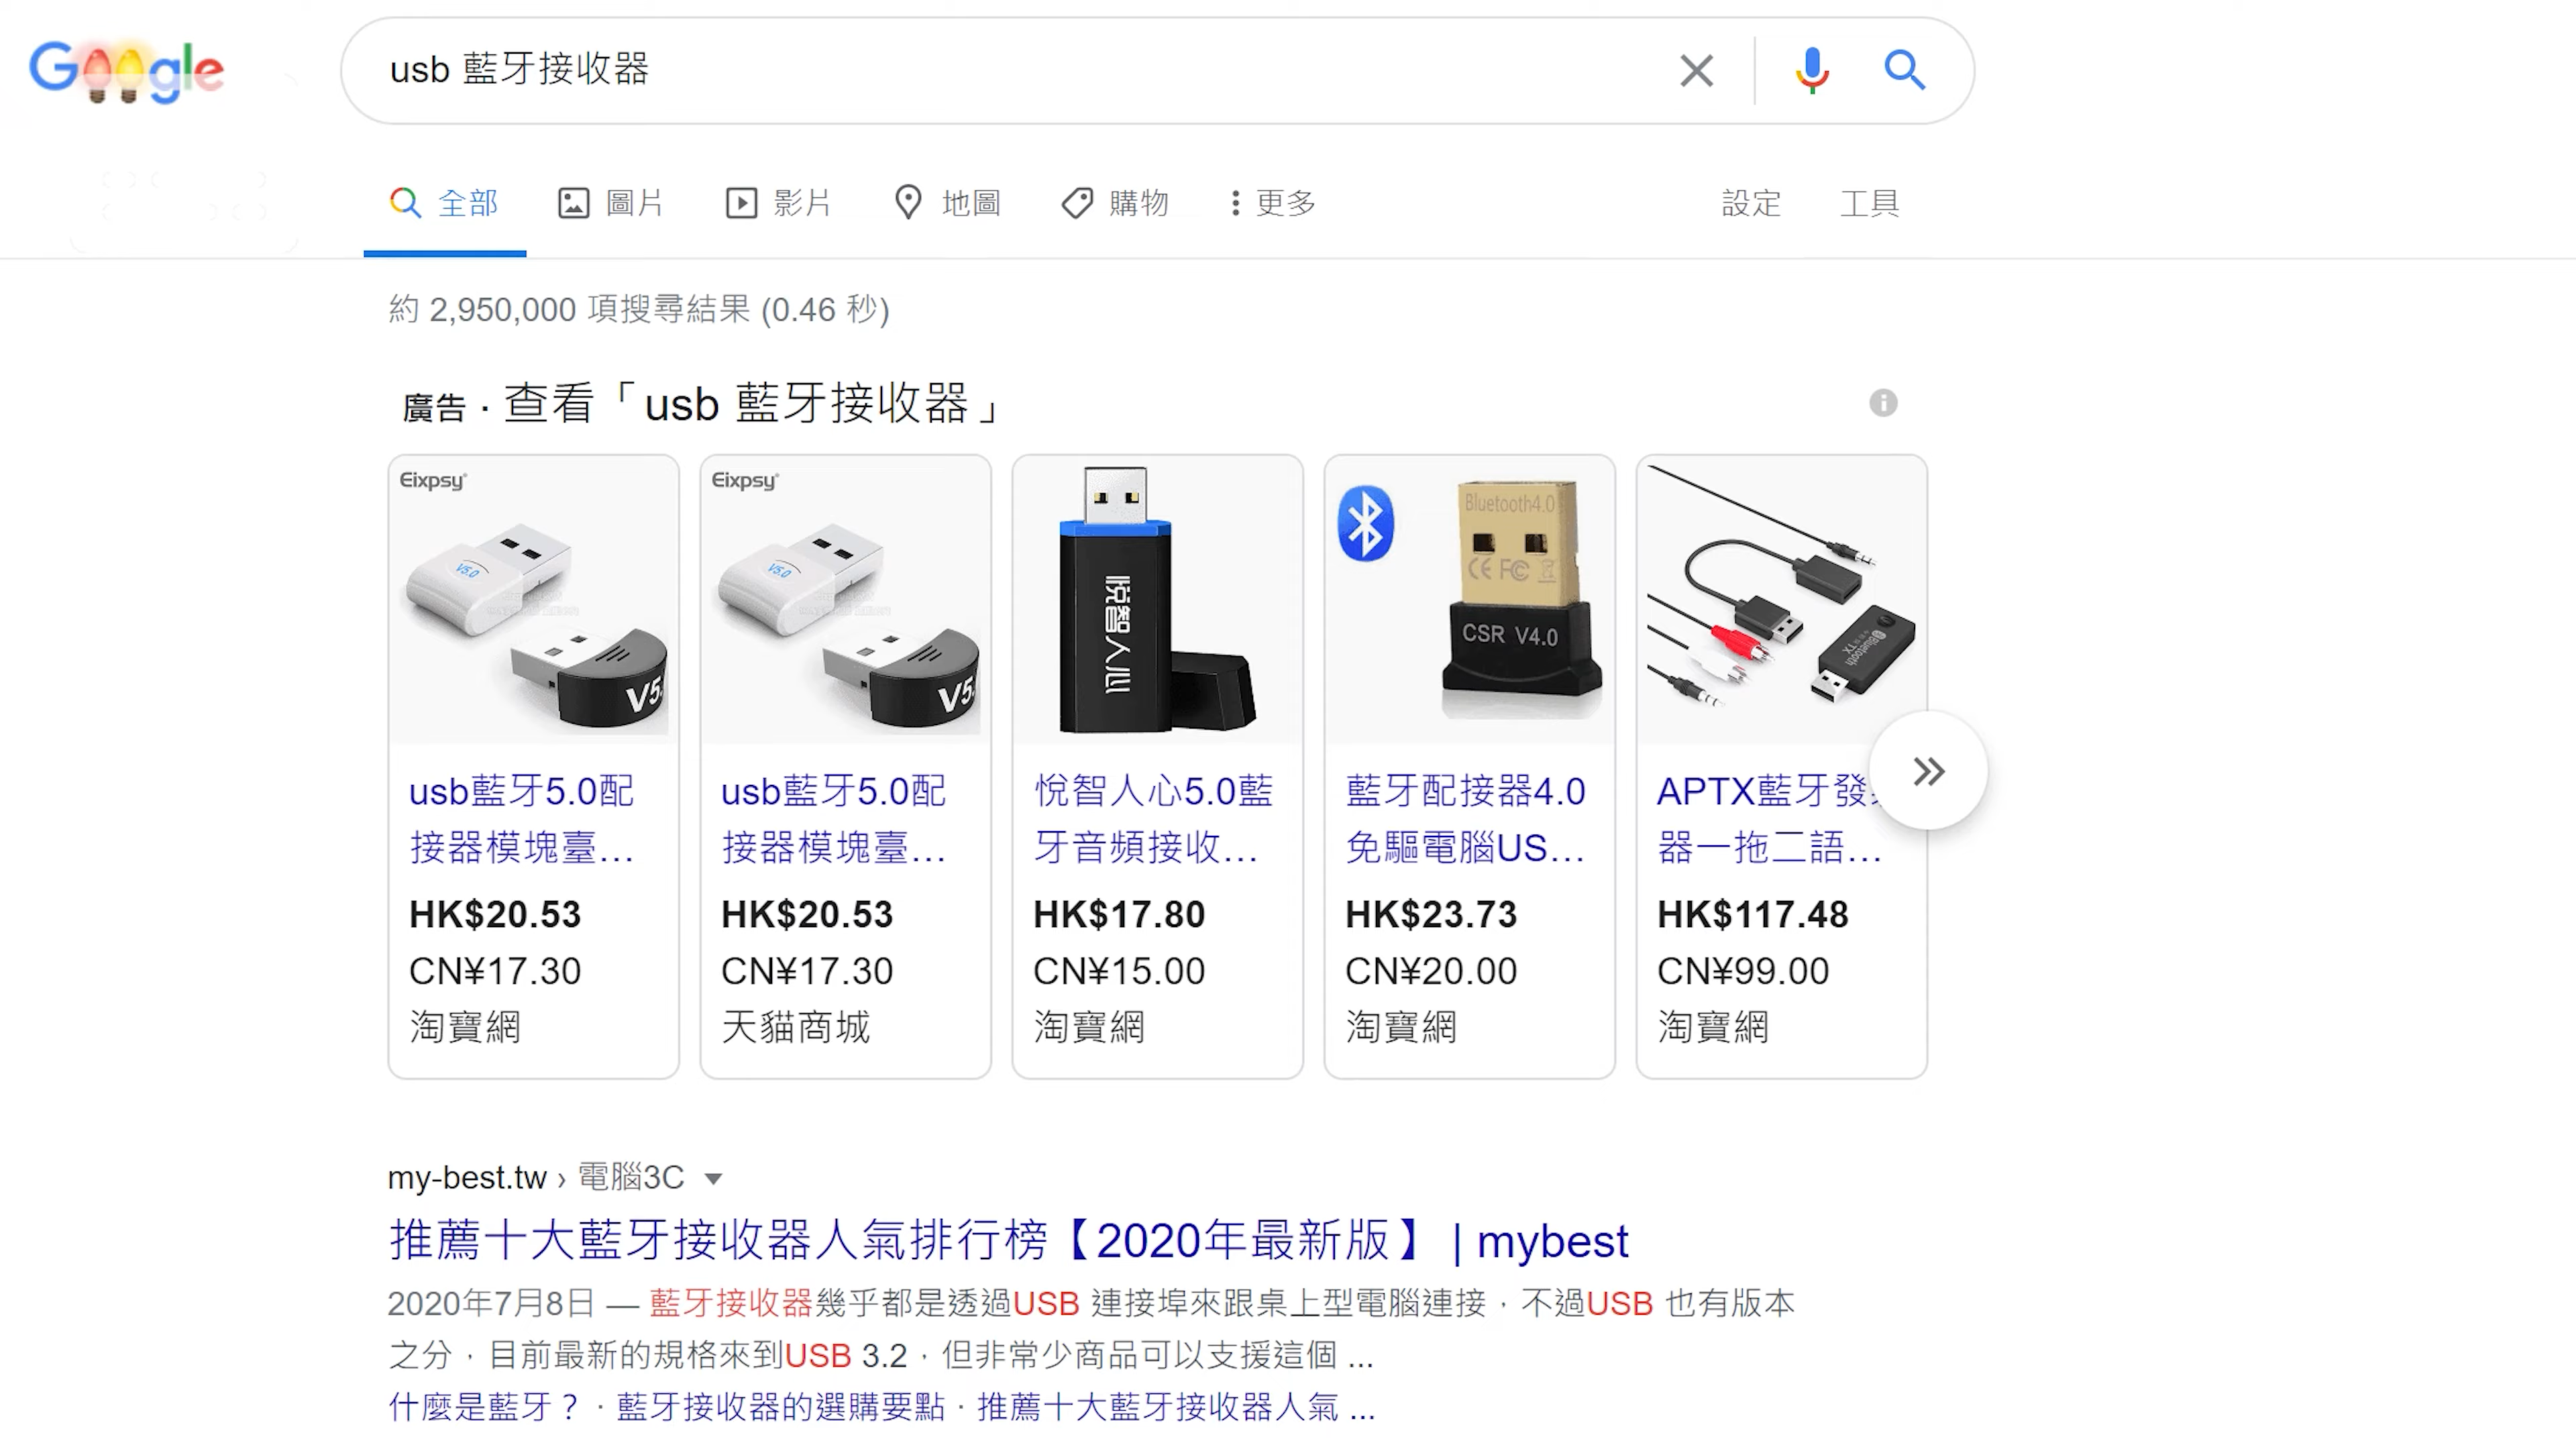 Google
usb 藍牙接收器
全部 圖片 影片 地圖 購物 更多 設定 工具
約 2,950,000 項搜尋結果 (0.46 秒)
廣告 · 查看「usb 藍牙接收器」
Eixpsy
V5.0
V5.
usb藍牙5.0配
接器模塊臺...
HK$20.53
CN¥17.30
淘寶網
Eixpsy
V5.0
V5.
usb藍牙5.0配
接器模塊臺...
HK$20.53
CN¥17.30
天貓商城
悅智人心
悅智人心5.0藍
牙音頻接收...
HK$17.80
CN¥15.00
淘寶網
Bluetooth4.0
CE FC
CSR V4.0
藍牙配接器4.0
免驅電腦US...
HK$23.73
CN¥20.00
淘寶網
Bluetooth
TX
APTX藍牙發
器一拖二語...
HK$117.48
CN¥99.00
淘寶網
my-best.tw › 電腦3C
推薦十大藍牙接收器人氣排行榜【2020年最新版】 | mybest
2020年7月8日 — 藍牙接收器幾乎都是透過USB 連接埠來跟桌上型電腦連接，不過USB 也有版本
之分，目前最新的規格來到USB 3.2，但非常少商品可以支援這個 ...
什麼是藍牙？ · 藍牙接收器的選購要點 · 推薦十大藍牙接收器人氣 ...